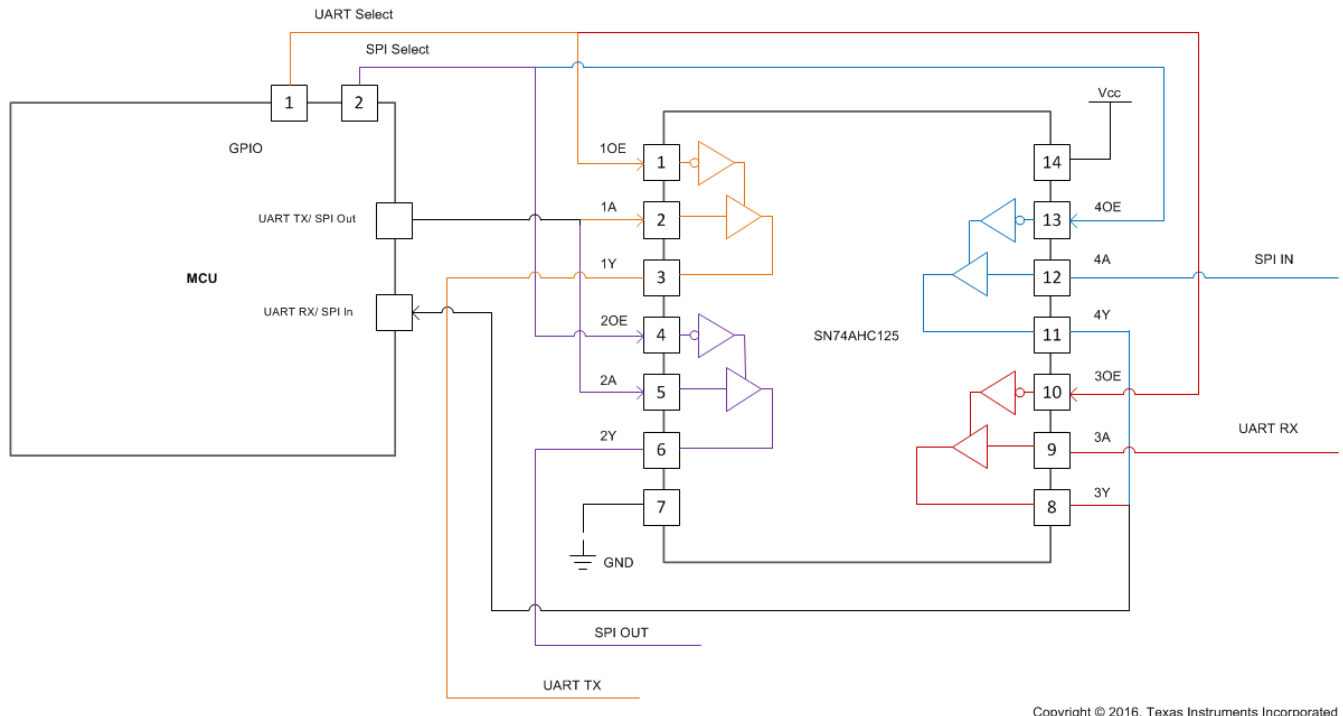 UART Select
SPI Select
1
2
GPIO
UART TX/ SPI Out
MCU
UART RX/ SPI In
1OE
1
1A
2
1Y
3
2OE
4
2A
5
2Y
6
7
GND
SN74AHC125
Vcc
14
13
4OE
12
4A
SPI IN
11
4Y
10
3OE
9
3A
UART RX
8
3Y
SPI OUT
UART TX
Copyright © 2016, Texas Instruments Incorporated